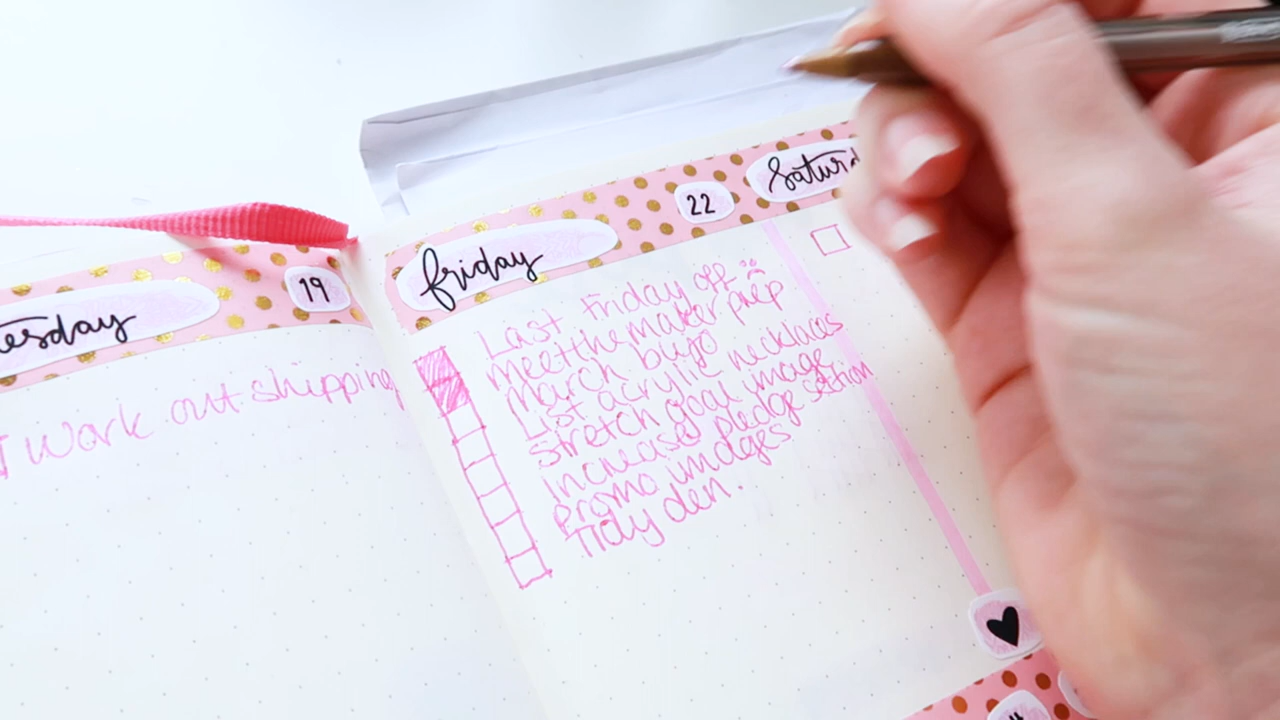 esday
19
work out shipping
friday
22
Last friday off
meet the maker prep
March bujo
List acrylic necklaces
stretch goal image
increased pledge section
promo images
Tidy den.
Saturd